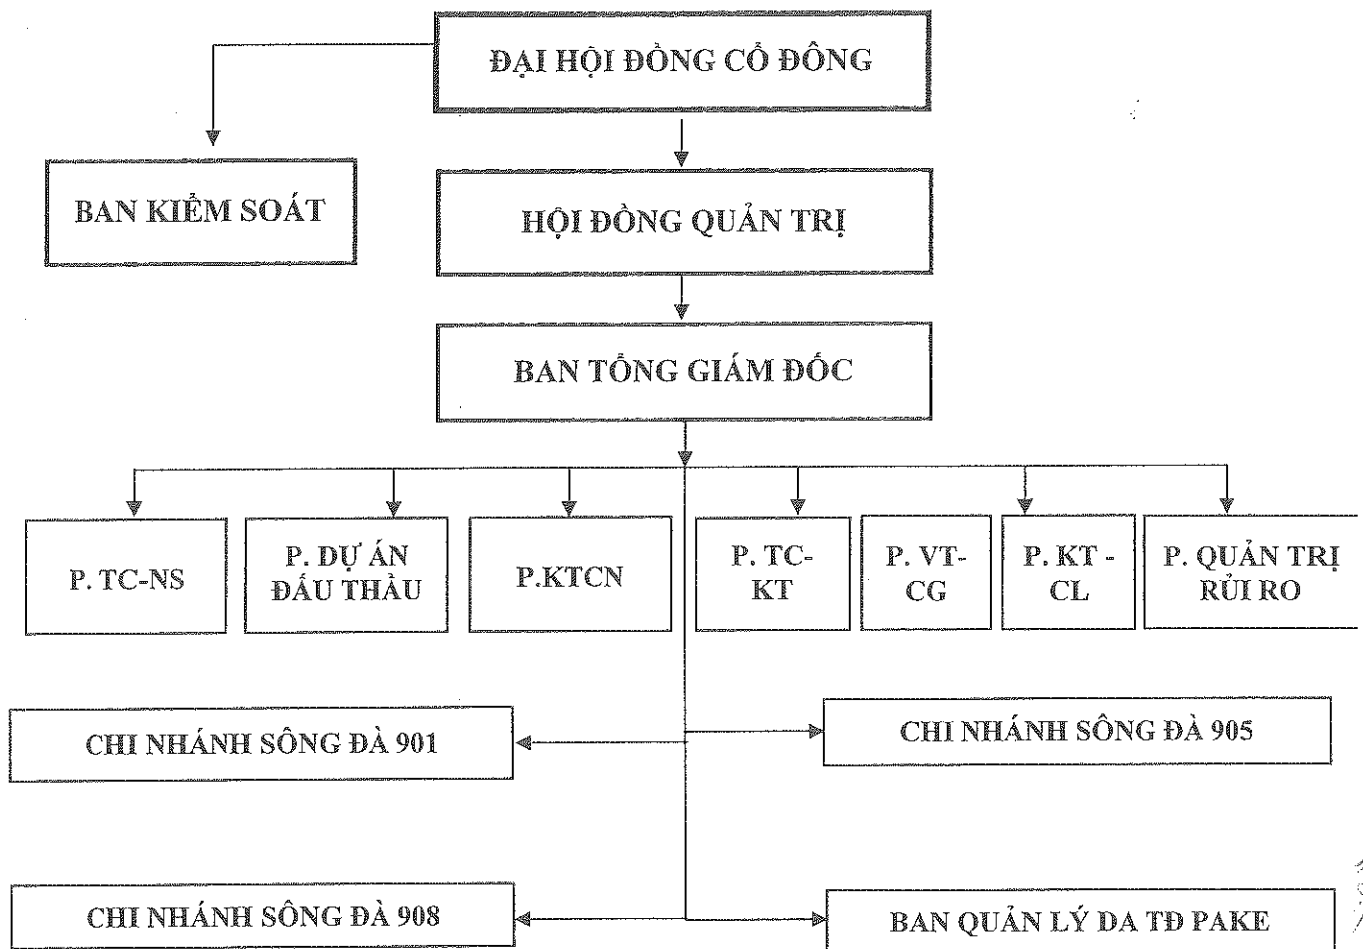 ĐẠI HỘI ĐỒNG CỔ ĐÔNG
BAN KIỂM SOÁT
HỘI ĐỒNG QUẢN TRỊ
BAN TỔNG GIÁM ĐỐC
P. TC-NS
P. DỰ ÁN
ĐẤU THẦU
P.KTCN
P. TC-
KT
P. VT-
CG
P. KT -
CL
P. QUẢN TRỊ
RỦI RO
CHI NHÁNH SÔNG ĐÀ 901
CHI NHÁNH SÔNG ĐÀ 905
CHI NHÁNH SÔNG ĐÀ 908
BAN QUẢN LÝ DA TĐ PAKE